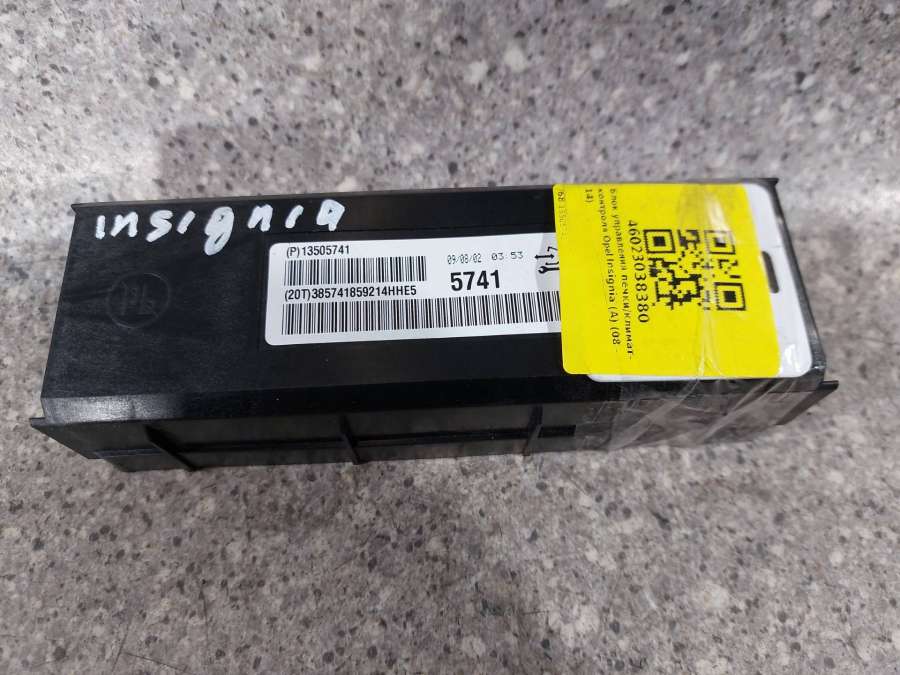 insignia
(P)13505741
09/08/02 03:53
5741
(20T)385741859214HHE5
46023038380
Блок управления печки/климат-
контроля Opel Insignia (A) (08-
14)